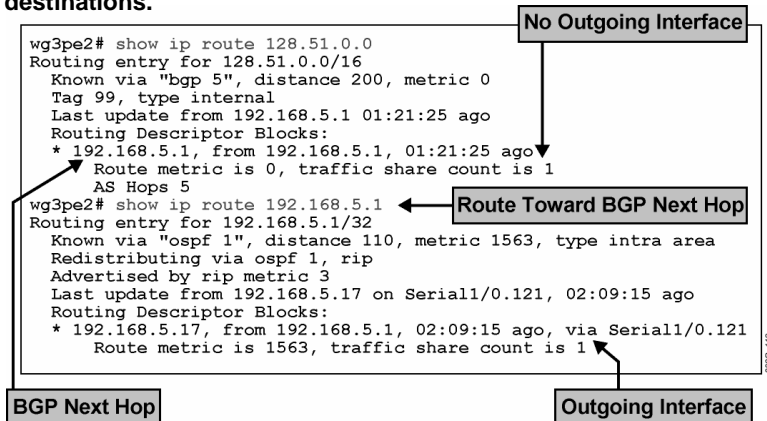 destinations.
No Outgoing Interface
wg3pe2# show ip route 128.51.0.0
Routing entry for 128.51.0.0/16
Known via "bgp 5", distance 200, metric 0
Tag 99, type internal
Last update from 192.168.5.1 01:21:25 ago
Routing Descriptor Blocks:
* 192.168.5.1, from 192.168.5.1, 01:21:25 ago
Route metric is 0, traffic share count is 1
AS Hops 5
wg3pe2# show ip route 192.168.5.1
Route Toward BGP Next Hop
Routing entry for 192.168.5.1/32
Known via "ospf 1", distance 110, metric 1563, type intra area
Redistributing via ospf 1, rip
Advertised by rip metric 3
Last update from 192.168.5.17 on Serial1/0.121, 02:09:15 ago
Routing Descriptor Blocks:
* 192.168.5.17, from 192.168.5.1, 02:09:15 ago, via Serial1/0.121
Route metric is 1563, traffic share count is 1
BGP Next Hop
Outgoing Interface